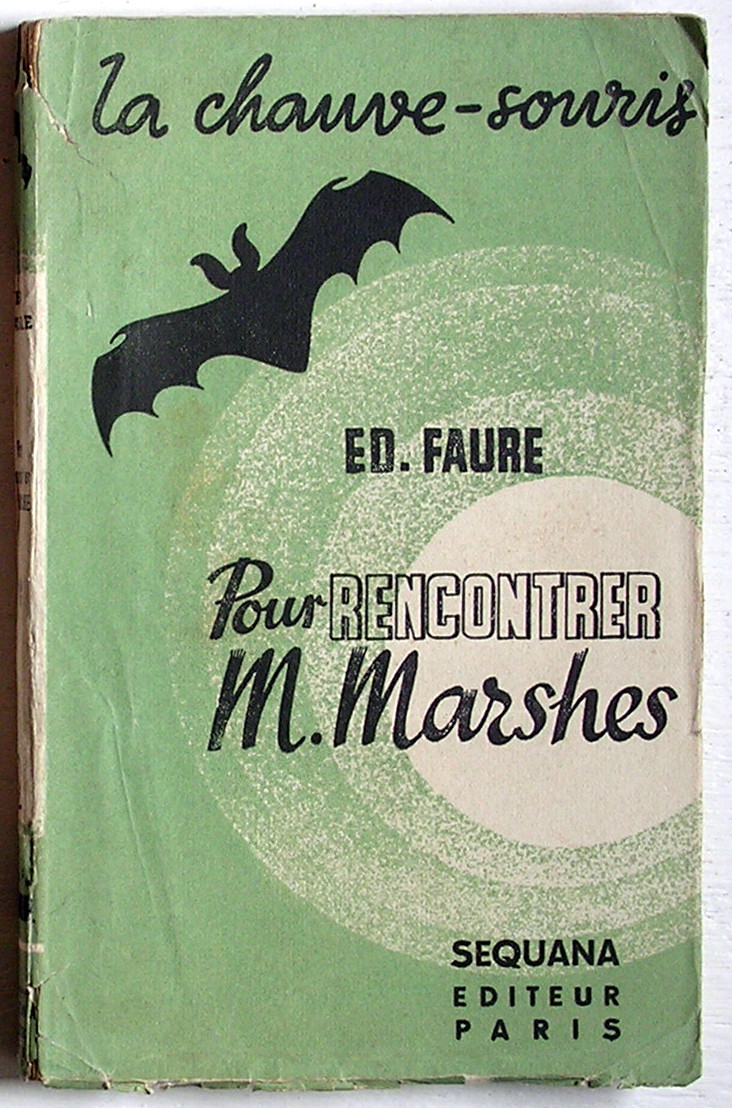 la chauve-souris
ED. FAURE
Pour RENCONTRER
M. Marshes
SEQUANA
EDITEUR
PARIS